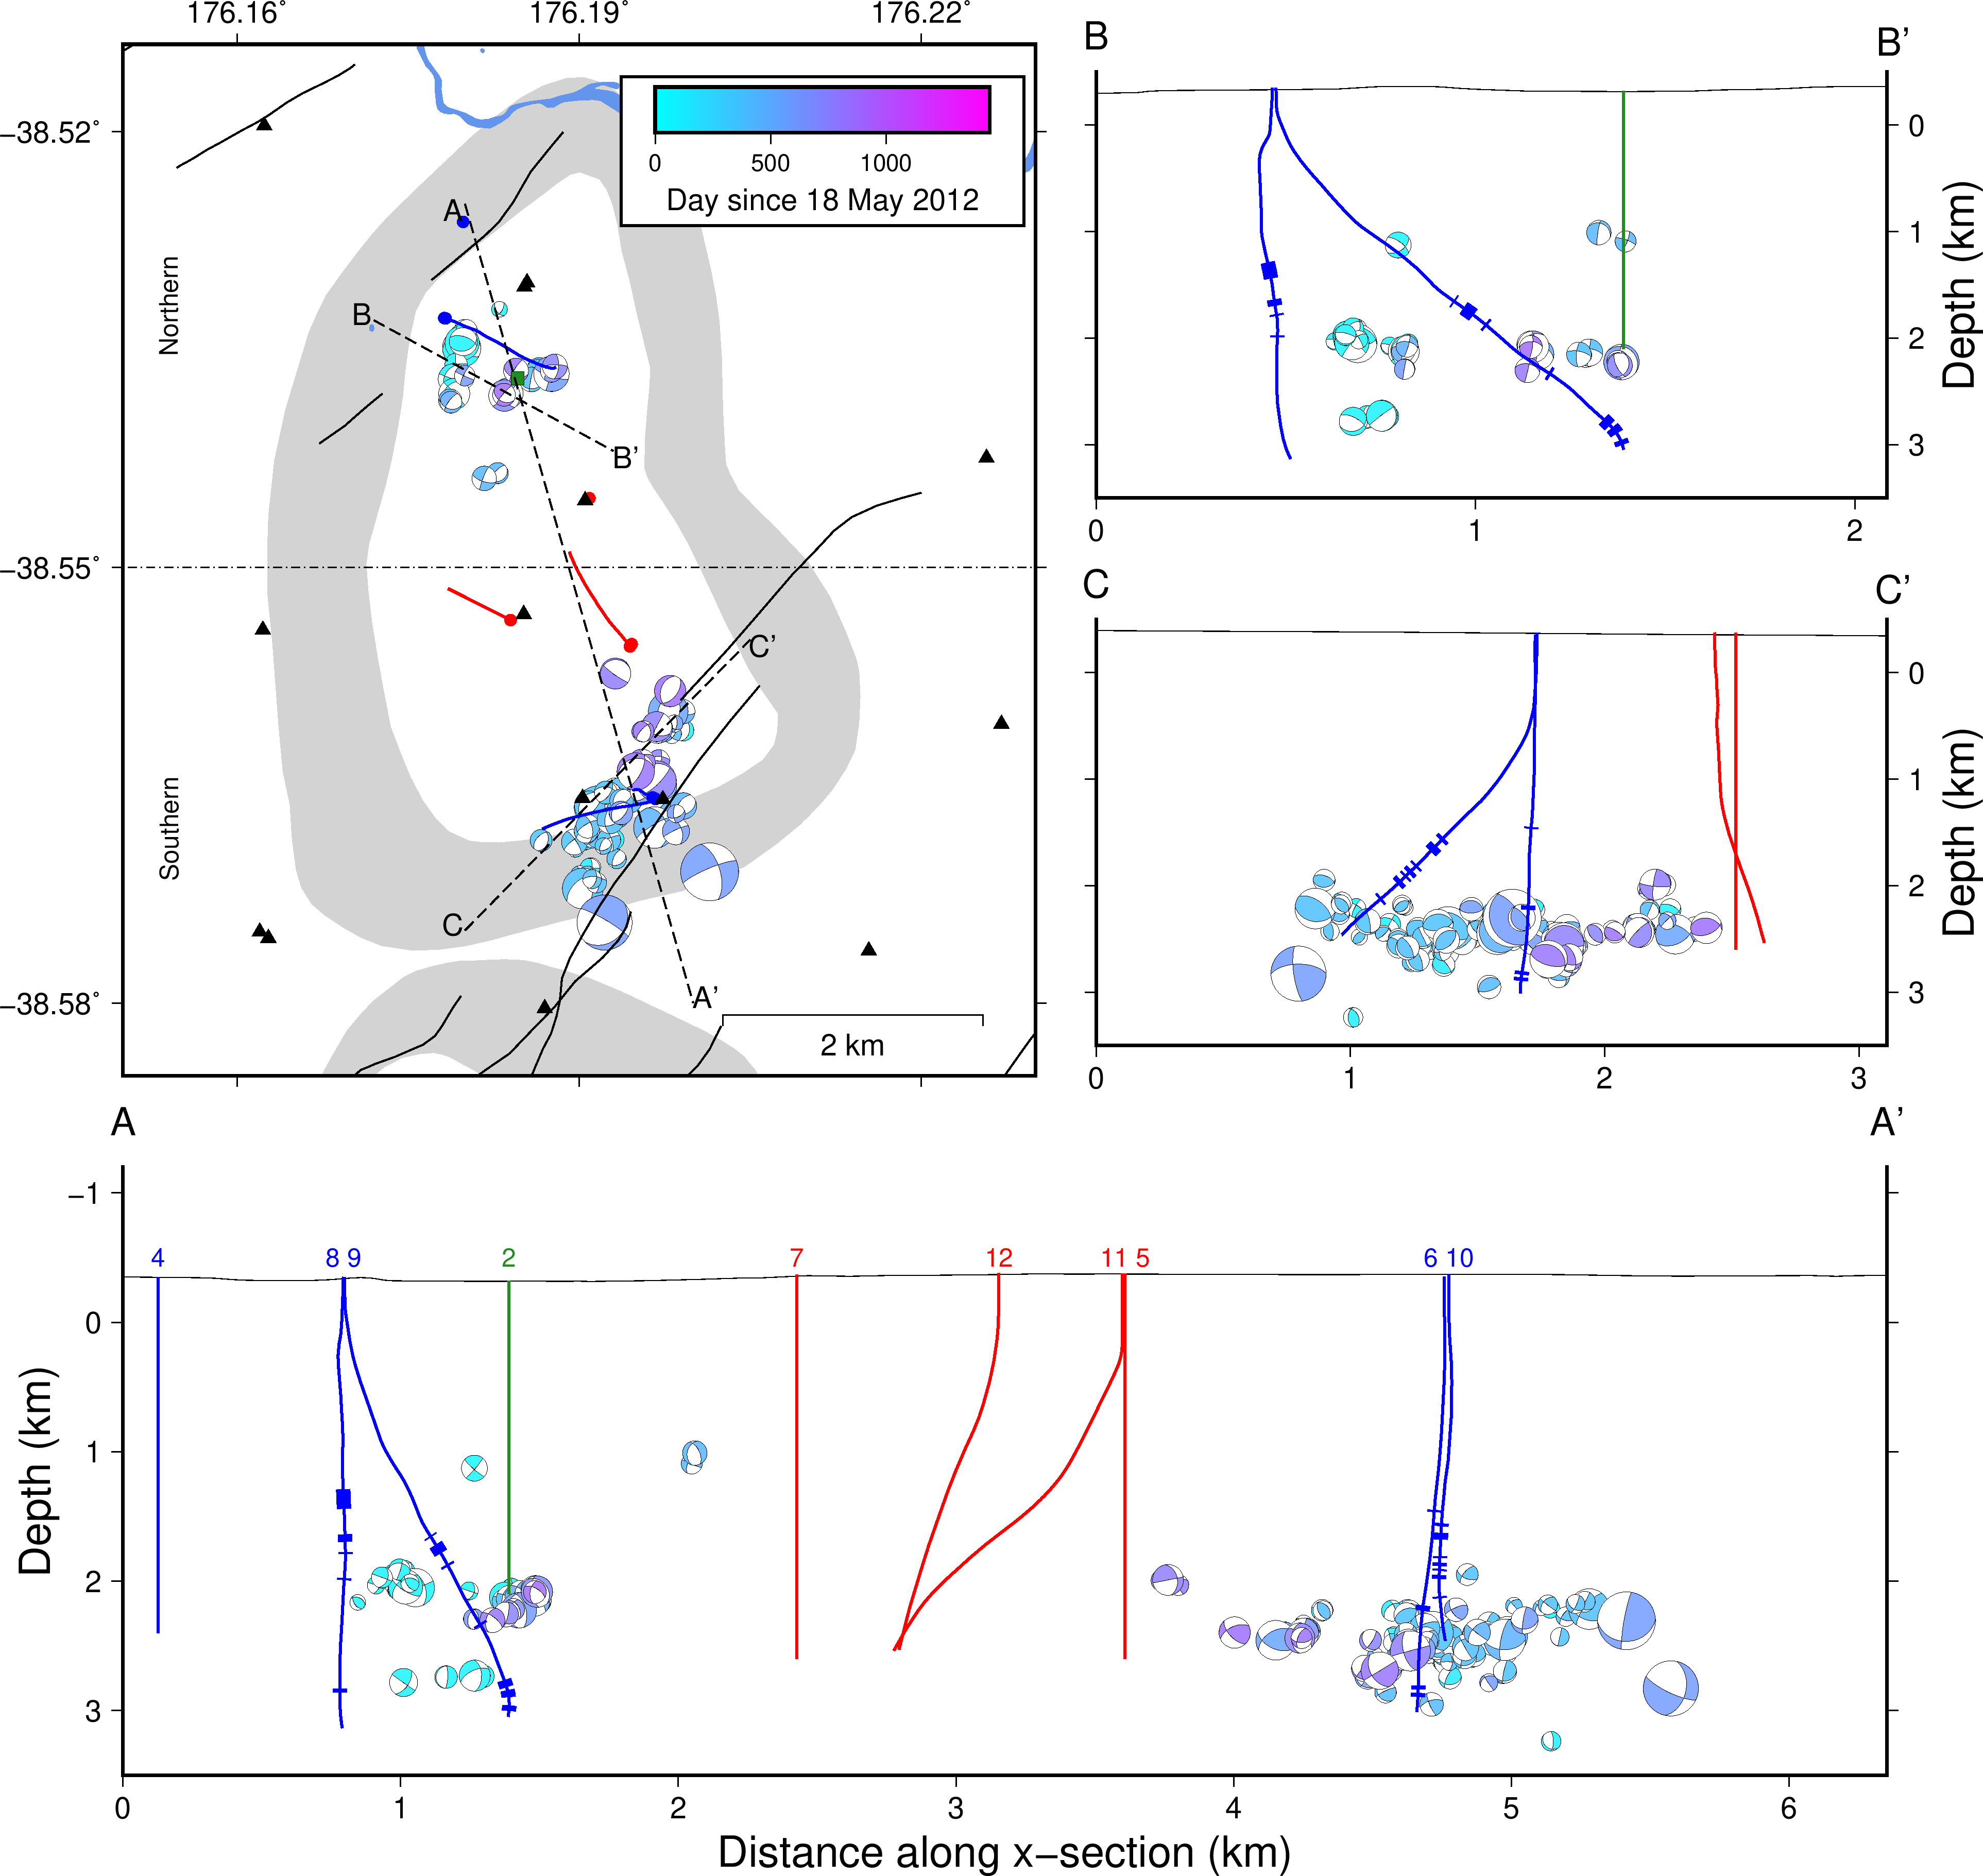 176.16° 176.19° 176.22°
−38.52°
−38.55°
−38.58°
0 500 1000
Day since 18 May 2012
Northern
Southern
A
B
B’
C’
C
A’
2 km
B B’
0
1
2
3
Depth (km)
0 1 2
C C’
0
1
2
3
Depth (km)
0 1 2 3
A A’
4 8 9 2 7 12 11 5 6 10
−1
0
1
2
3
Depth (km)
0 1 2 3 4 5 6
Distance along x−section (km)